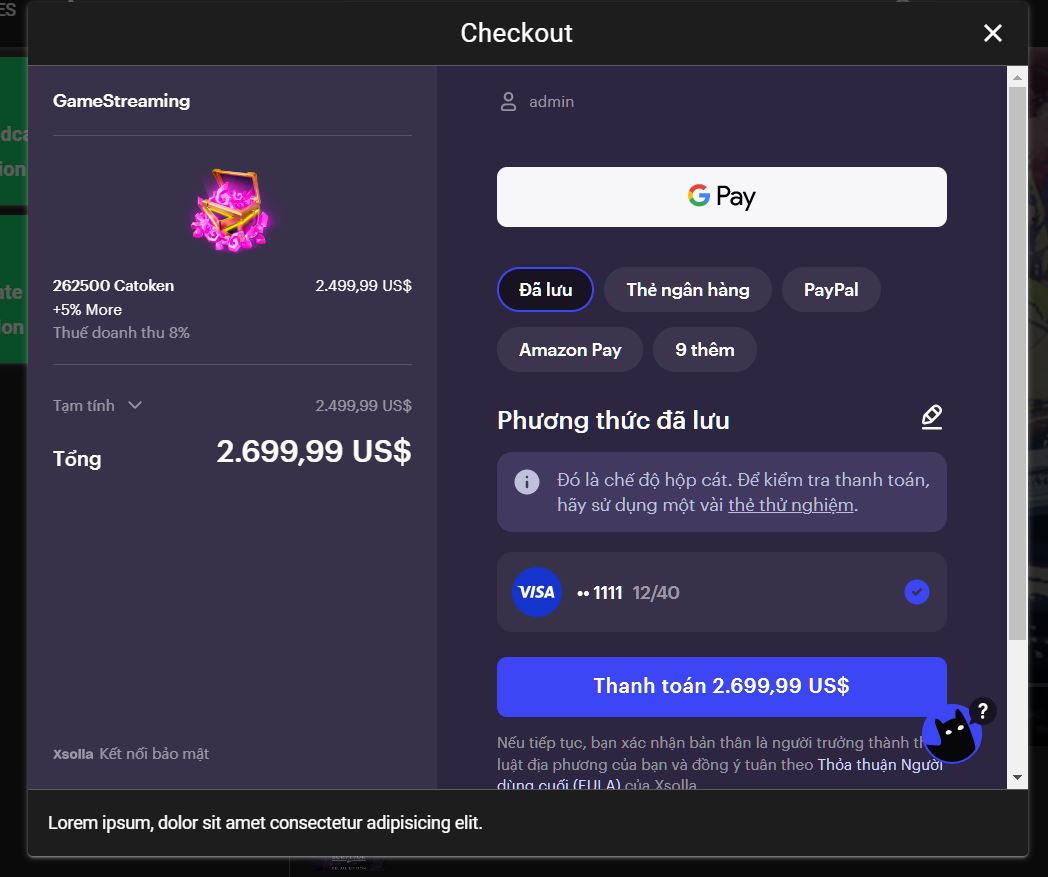 ES
Checkout
GameStreaming
admin
G Pay
262500 Catoken
2.499,99 US$
+5% More
Thuế doanh thu 8%
Đã lưu
Thẻ ngân hàng
PayPal
Amazon Pay
9 thêm
Tạm tính
2.499,99 US$
Tổng
2.699,99 US$
Phương thức đã lưu
Đó là chế độ hộp cát. Để kiểm tra thanh toán,
hãy sử dụng một vài thẻ thử nghiệm.
VISA
•• 1111 12/40
Thanh toán 2.699,99 US$
?
Xsolla Kết nối bảo mật
Nếu tiếp tục, bạn xác nhận bản thân là người trưởng thành
luật địa phương của bạn và đồng ý tuân theo Thỏa thuận Người
dùng cuối (EULA) của Xsolla
Lorem ipsum, dolor sit amet consectetur adipisicing elit.